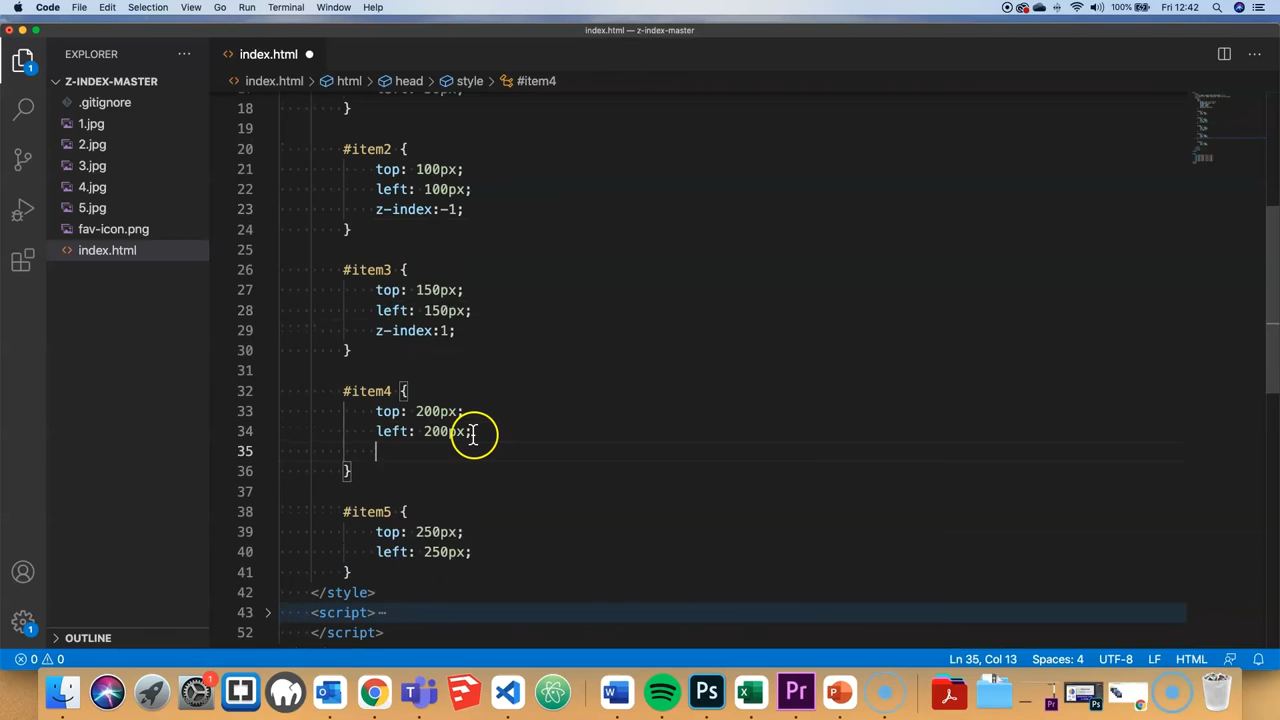 Code File Edit Selection View Go Run Terminal Window Help
100% Fri 12:42
index.html — z-index-master
EXPLORER
index.html
Z-INDEX-MASTER
index.html > html > head > style > #item4
.gitignore
1.jpg
2.jpg
3.jpg
4.jpg
5.jpg
fav-icon.png
index.html
18 }
19
20 #item2 {
21 top: 100px;
22 left: 100px;
23 z-index:-1;
24 }
25
26 #item3 {
27 top: 150px;
28 left: 150px;
29 z-index:1;
30 }
31
32 #item4 {
33 top: 200px;
34 left: 200px;
35
36 }
37
38 #item5 {
39 top: 250px;
40 left: 250px;
41 }
42 </style>
43 <script>
52 </script>
1
1
OUTLINE
0 0
Ln 35, Col 13 Spaces: 4 UTF-8 LF HTML
1